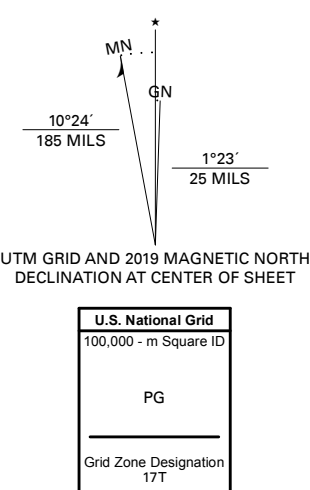 MN
GN
10°24´
185 MILS
1°23´
25 MILS
UTM GRID AND 2019 MAGNETIC NORTH
DECLINATION AT CENTER OF SHEET
U.S. National Grid
100,000 - m Square ID
PG
Grid Zone Designation
17T